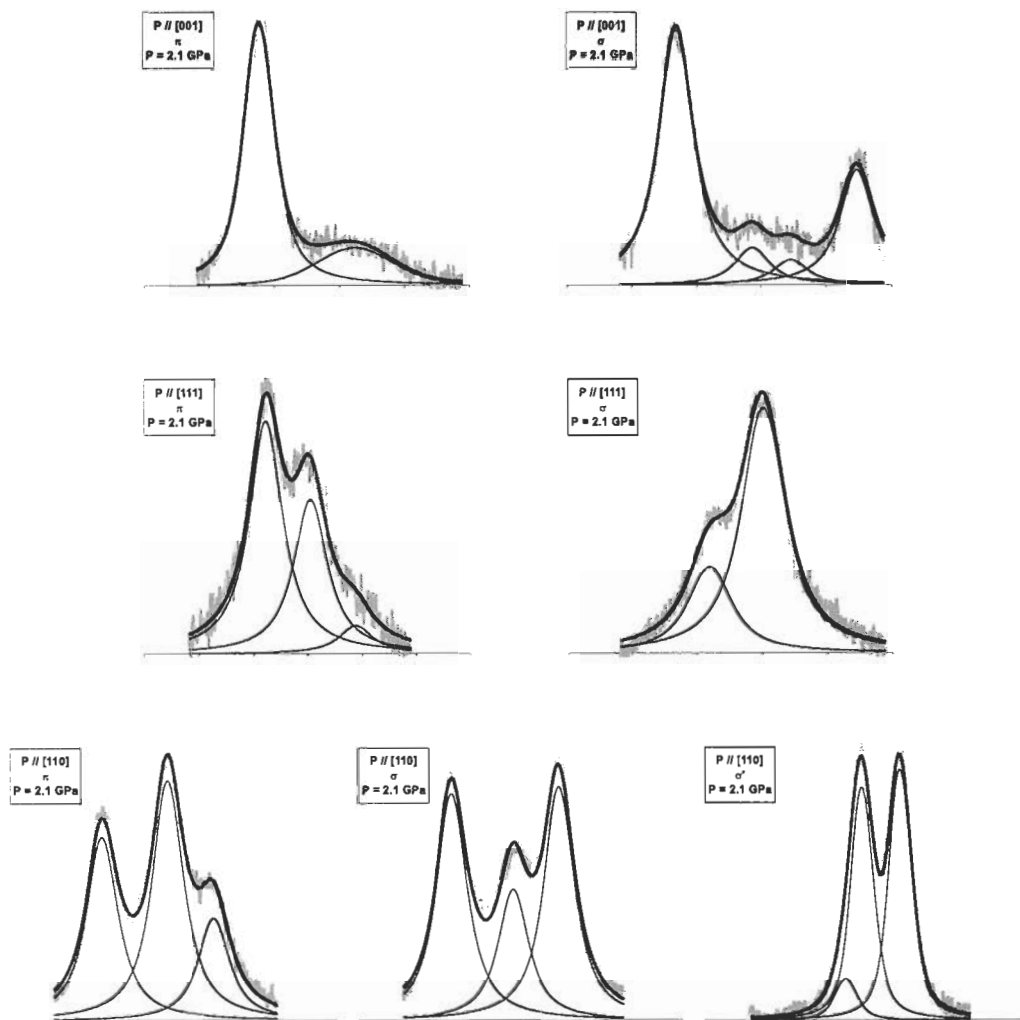 P // [001]
π
P = 2.1 GPa
P // [001]
σ
P = 2.1 GPa
P // [111]
π
P = 2.1 GPa
P // [111]
σ
P = 2.1 GPa
P // [110]
π
P = 2.1 GPa
P // [110]
σ
P = 2.1 GPa
P // [110]
σ'
P = 2.1 GPa